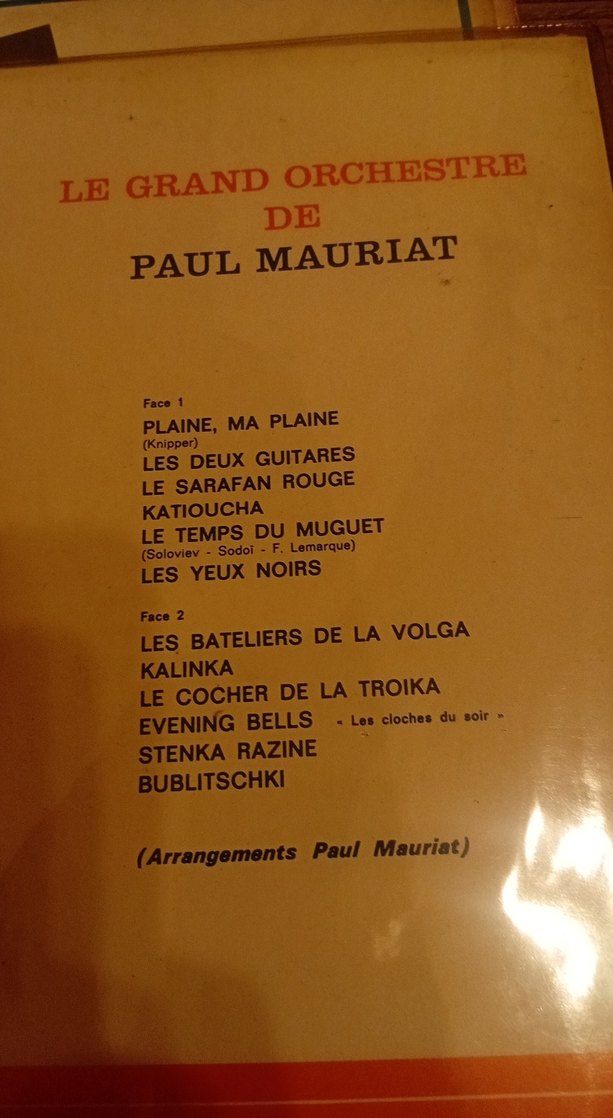 LE GRAND ORCHESTRE
DE
PAUL MAURIAT
Face 1
PLAINE, MA PLAINE
(Knipper)
LES DEUX GUITARES
LE SARAFAN ROUGE
KATIOUCHA
LE TEMPS DU MUGUET
(Soloviev - Sodoï - F. Lemarque)
LES YEUX NOIRS
Face 2
LES BATELIERS DE LA VOLGA
KALINKA
LE COCHER DE LA TROIKA
EVENING BELLS « Les cloches du soir »
STENKA RAZINE
BUBLITSCHKI
(Arrangements Paul Mauriat)